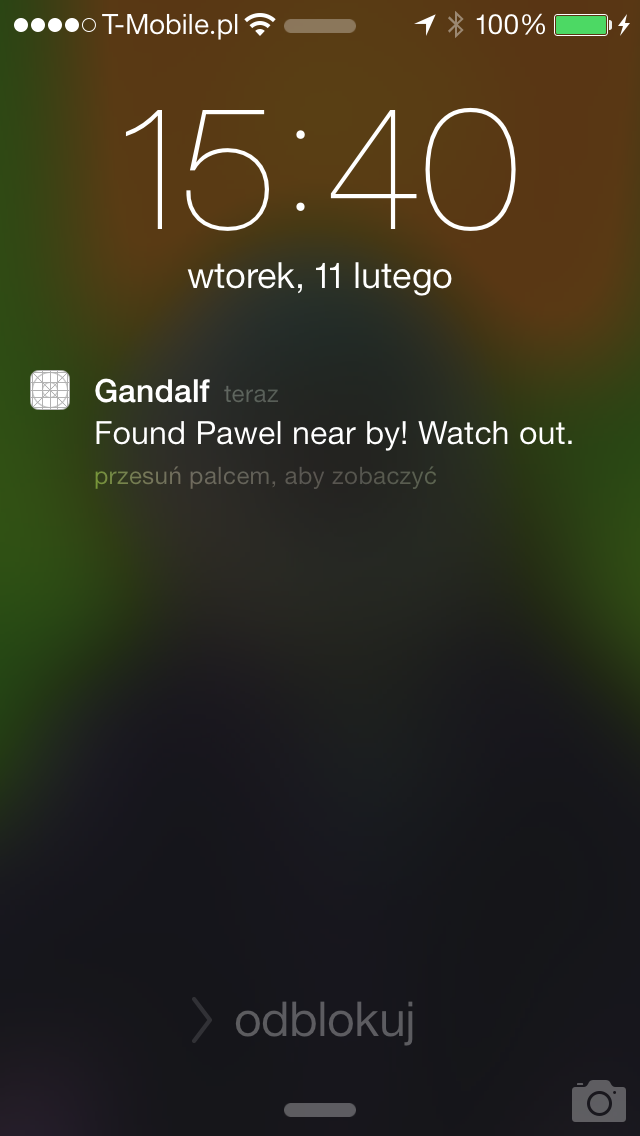 T-Mobile.pl 100%
15:40
wtorek, 11 lutego
Gandalf teraz
Found Pawel near by! Watch out.
przesuń palcem, aby zobaczyć
odblokuj